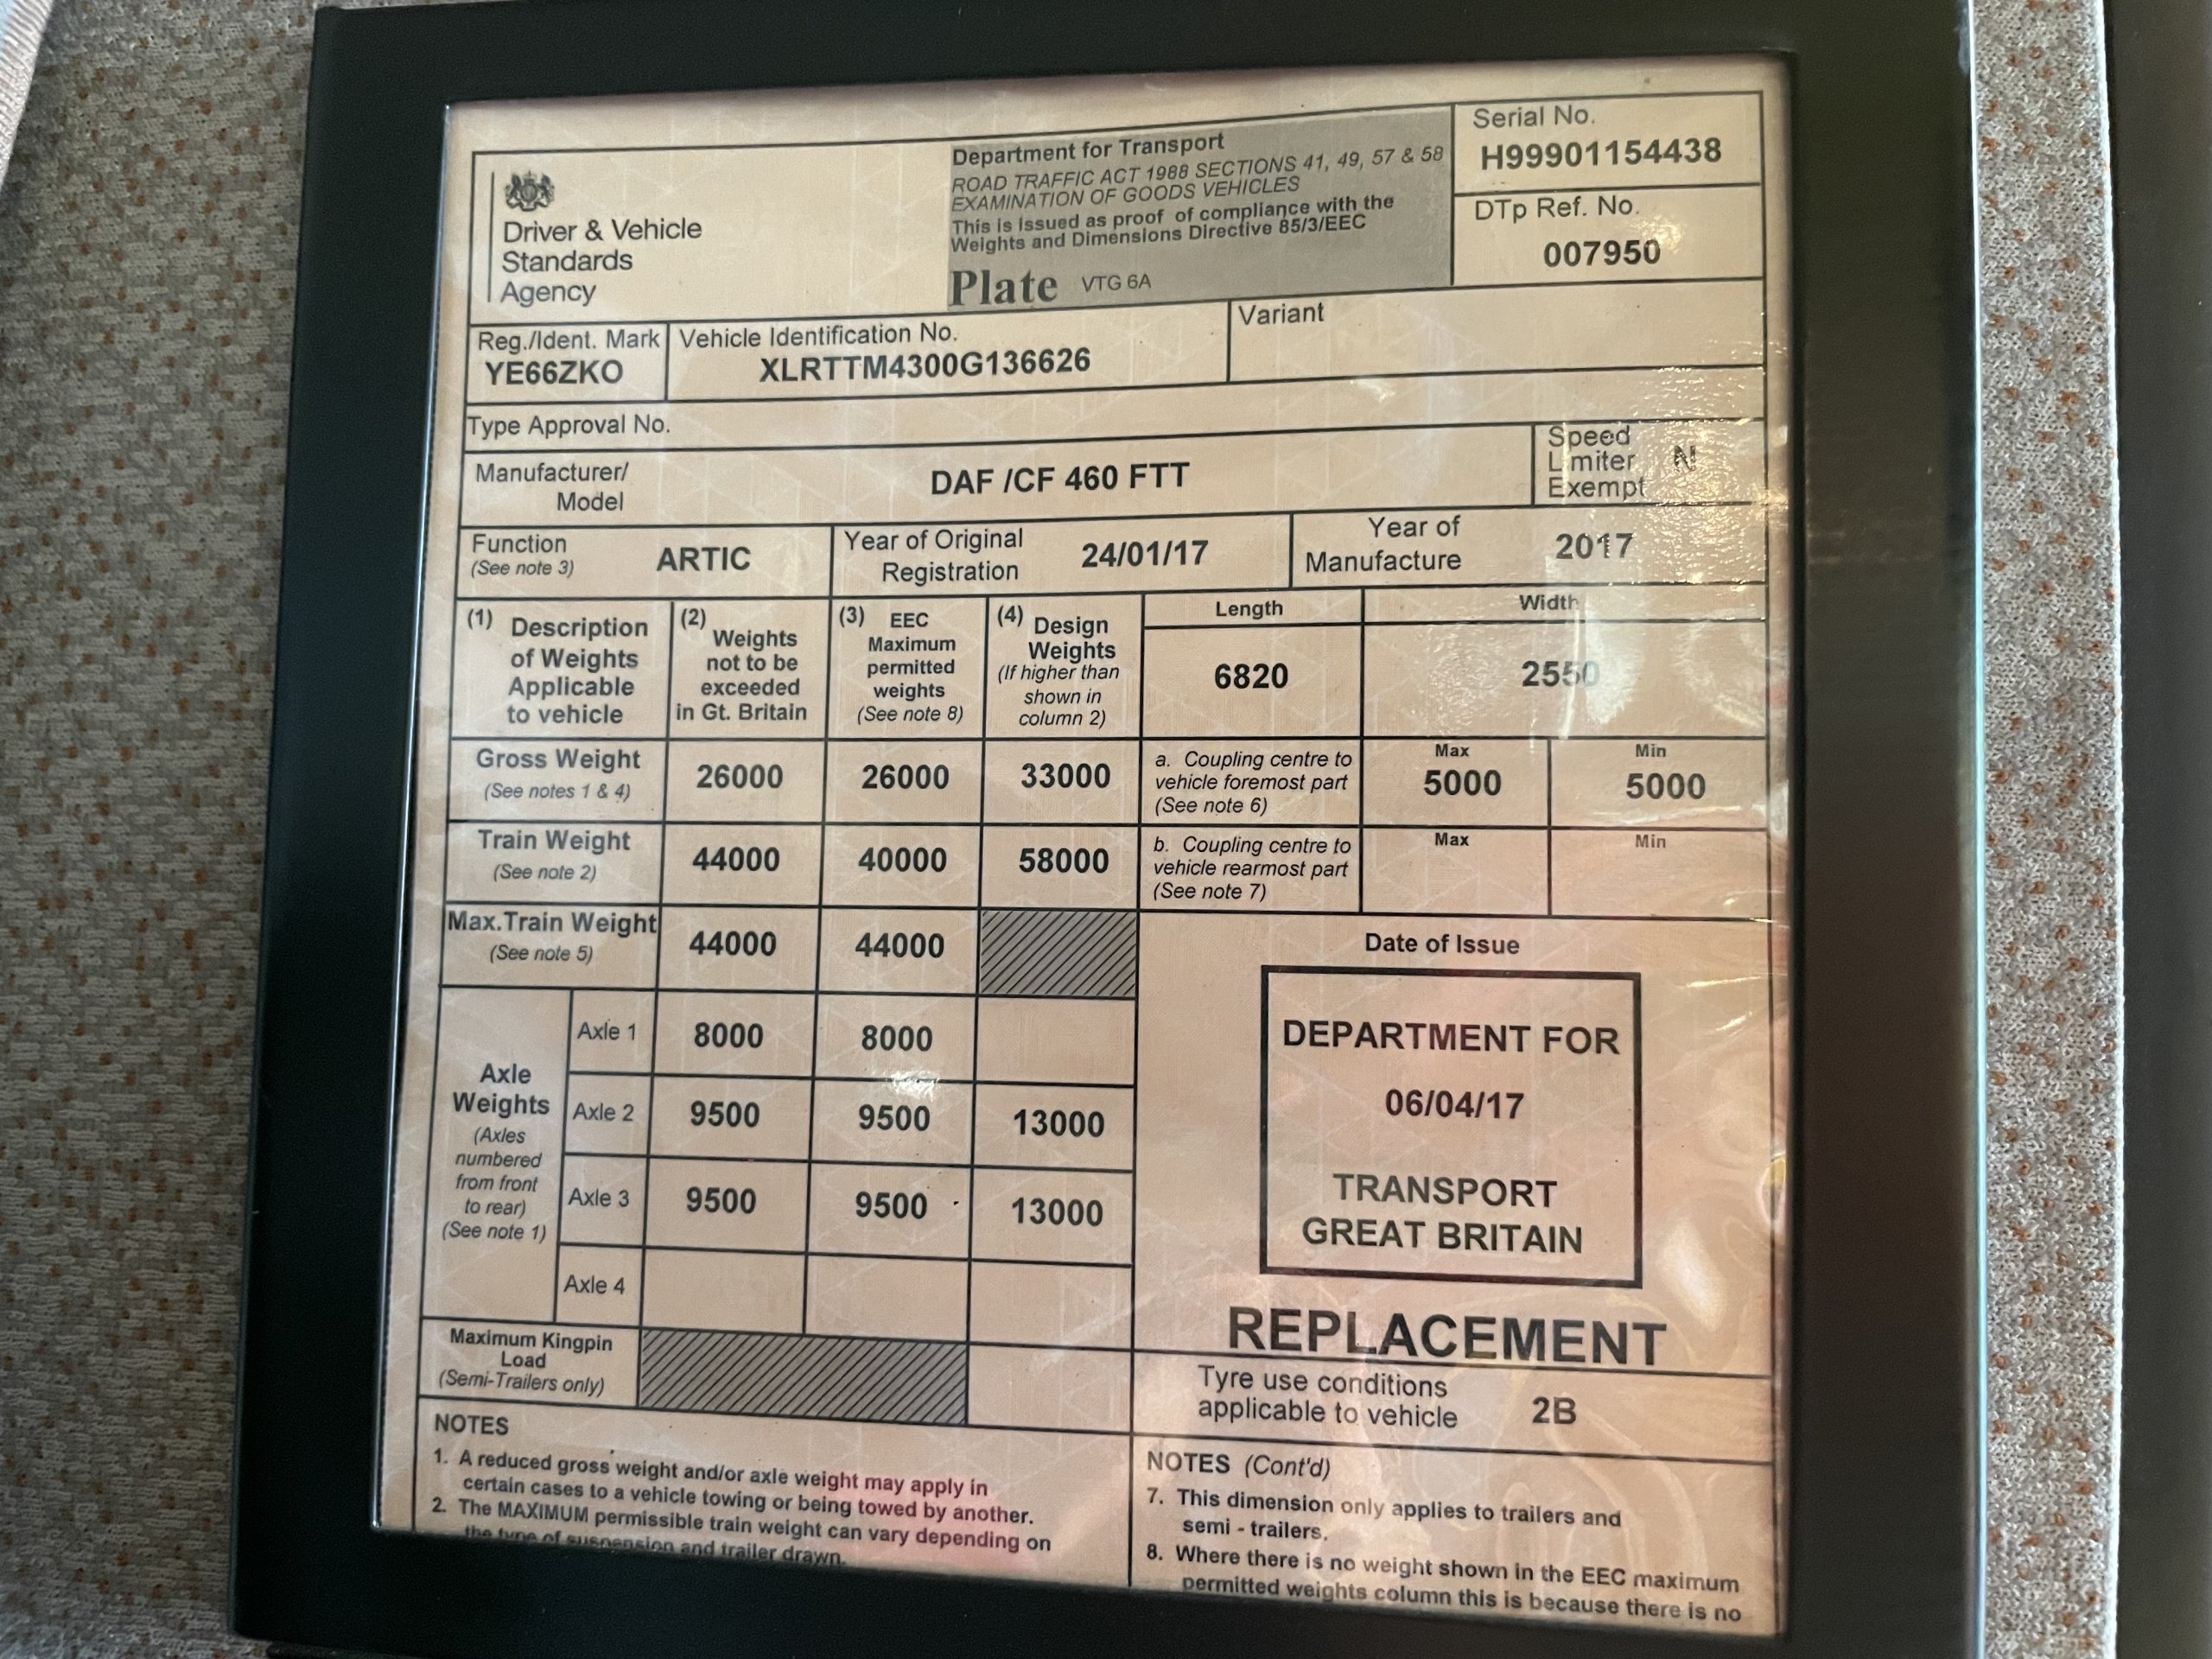 Driver & Vehicle
Standards
Agency
Department for Transport
ROAD TRAFFIC ACT 1988 SECTIONS 41, 49, 57 & 58
EXAMINATION OF GOODS VEHICLES
This is Issued as proof of compliance with the
Weights and Dimensions Directive 85/3/EEC
Plate VTG 6A
Serial No.
H99901154438
DTp Ref. No.
007950
Reg./Ident. Mark
YE66ZKO
Vehicle Identification No.
XLRTTM4300G136626
Variant
Type Approval No.
Manufacturer/
Model
DAF /CF 460 FTT
Speed
Limiter N
Exempt
Function
(See note 3)
ARTIC
Year of Original
Registration
24/01/17
Year of
Manufacture
2017
(1) Description
of Weights
Applicable
to vehicle
(2) Weights
not to be
exceeded
in Gt. Britain
(3) EEC
Maximum
permitted
weights
(See note 8)
(4) Design
Weights
(If higher than
shown in
column 2)
Length
6820
Width
2550
Gross Weight
(See notes 1 & 4)
26000 26000 33000
a. Coupling centre to
vehicle foremost part
(See note 6)
Max
5000
Min
5000
Train Weight
(See note 2)
44000 40000 58000
b. Coupling centre to
vehicle rearmost part
(See note 7)
Max
Min
Max.Train Weight
(See note 5)
44000 44000
Axle
Weights
(Axles
numbered
from front
to rear)
(See note 1)
Axle 1 8000 8000
Axle 2 9500 9500 13000
Axle 3 9500 9500 13000
Axle 4
Maximum Kingpin
Load
(Semi-Trailers only)
Date of Issue
DEPARTMENT FOR
06/04/17
TRANSPORT
GREAT BRITAIN
REPLACEMENT
Tyre use conditions
applicable to vehicle 2B
NOTES
1. A reduced gross weight and/or axle weight may apply in
certain cases to a vehicle towing or being towed by another.
2. The MAXIMUM permissible train weight can vary depending on
the type of suspension and trailer drawn.
NOTES (Cont'd)
7. This dimension only applies to trailers and
semi - trailers.
8. Where there is no weight shown in the EEC maximum
permitted weights column this is because there is no